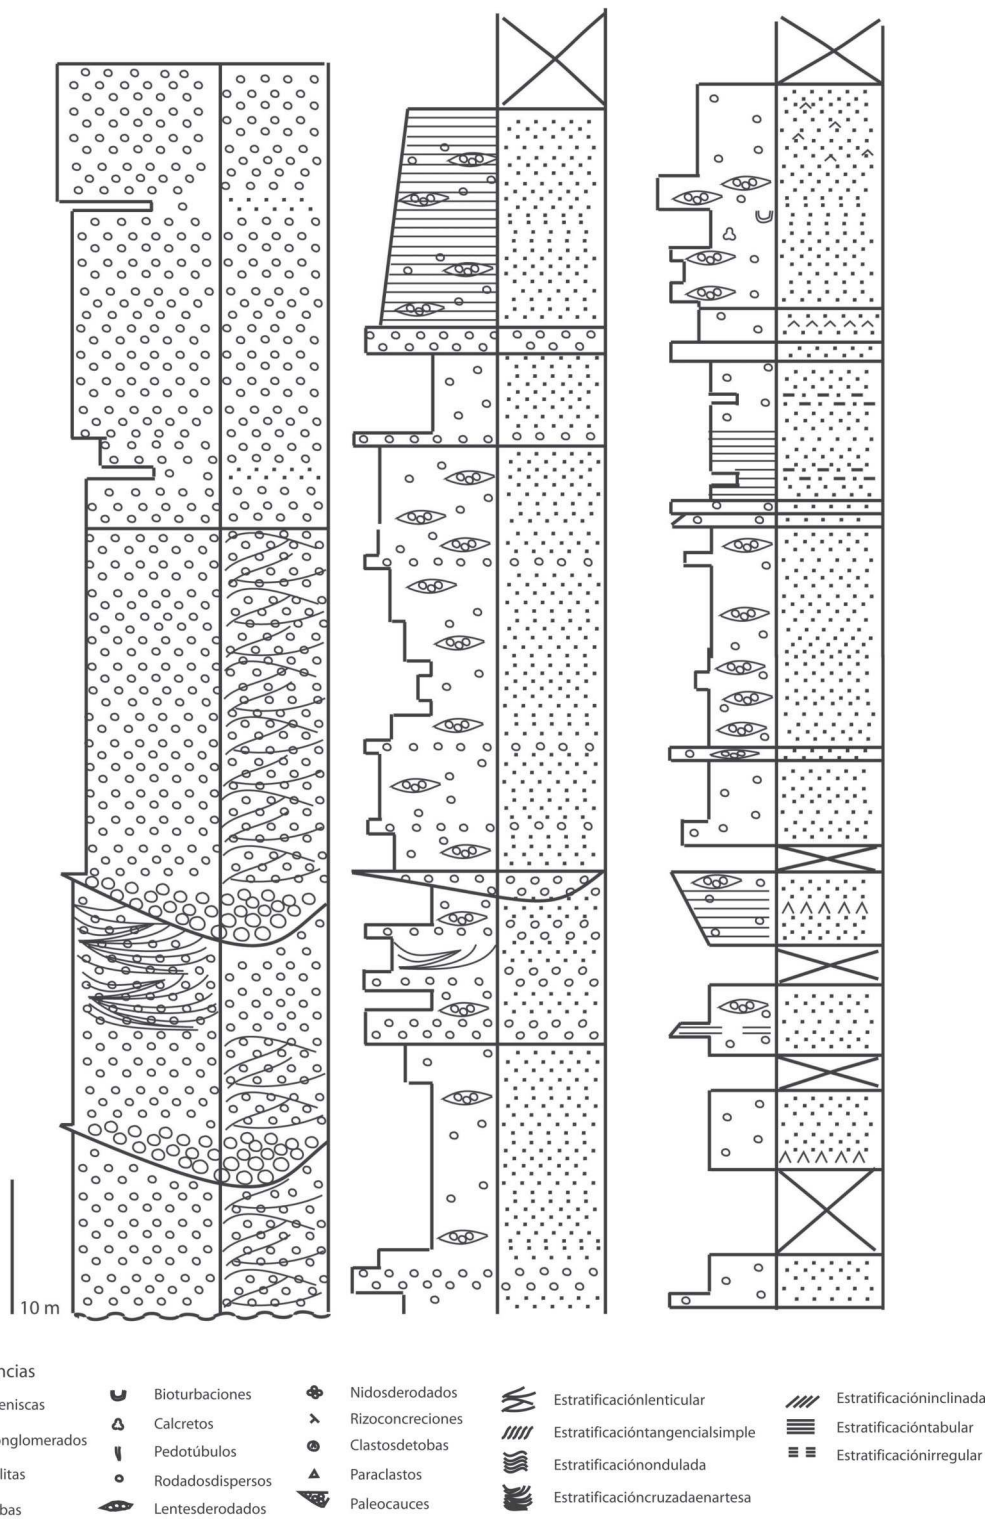 10 m
ncias
eniscas
onglomerados
litas
bas
Bioturbaciones
Calcretos
Pedotúbulos
Rodadosdispersos
Lentesderodados
Nidosderodados
Rizoconcreciones
Clastosdetobas
Paraclastos
Paleocauces
Estratificaciónlenticular
Estratificacióntangencialsimple
Estratificaciónondulada
Estratificacióncruzadaenartesa
Estratificacióninclinada
Estratificacióntabular
Estratificaciónirregular